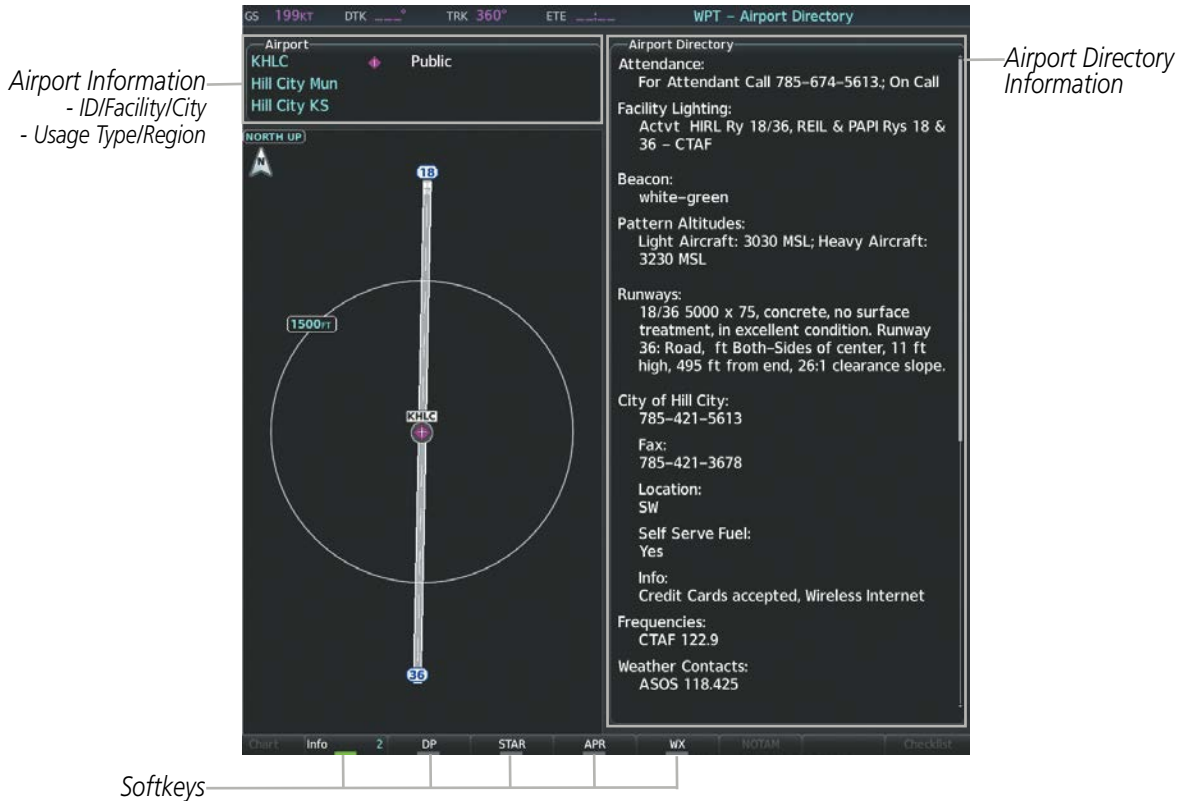 GS 199KT DTK ___° TRK 360° ETE __:__ WPT – Airport Directory
Airport
KHLC Public
Hill City Mun
Hill City KS
Airport Information
- ID/Facility/City
- Usage Type/Region
NORTH UP
N
18
1500FT
KHLC
36
Airport Directory
Attendance:
For Attendant Call 785-674-5613.; On Call
Facility Lighting:
Actvt HIRL Ry 18/36, REIL & PAPI Rys 18 &
36 - CTAF
Beacon:
white-green
Pattern Altitudes:
Light Aircraft: 3030 MSL; Heavy Aircraft:
3230 MSL
Runways:
18/36 5000 x 75, concrete, no surface
treatment, in excellent condition. Runway
36: Road, ft Both-Sides of center, 11 ft
high, 495 ft from end, 26:1 clearance slope.
City of Hill City:
785-421-5613
Fax:
785-421-3678
Location:
SW
Self Serve Fuel:
Yes
Info:
Credit Cards accepted, Wireless Internet
Frequencies:
CTAF 122.9
Weather Contacts:
ASOS 118.425
Airport Directory
Information
Chart Info 2 DP STAR APR WX NOTAM Checklist
Softkeys